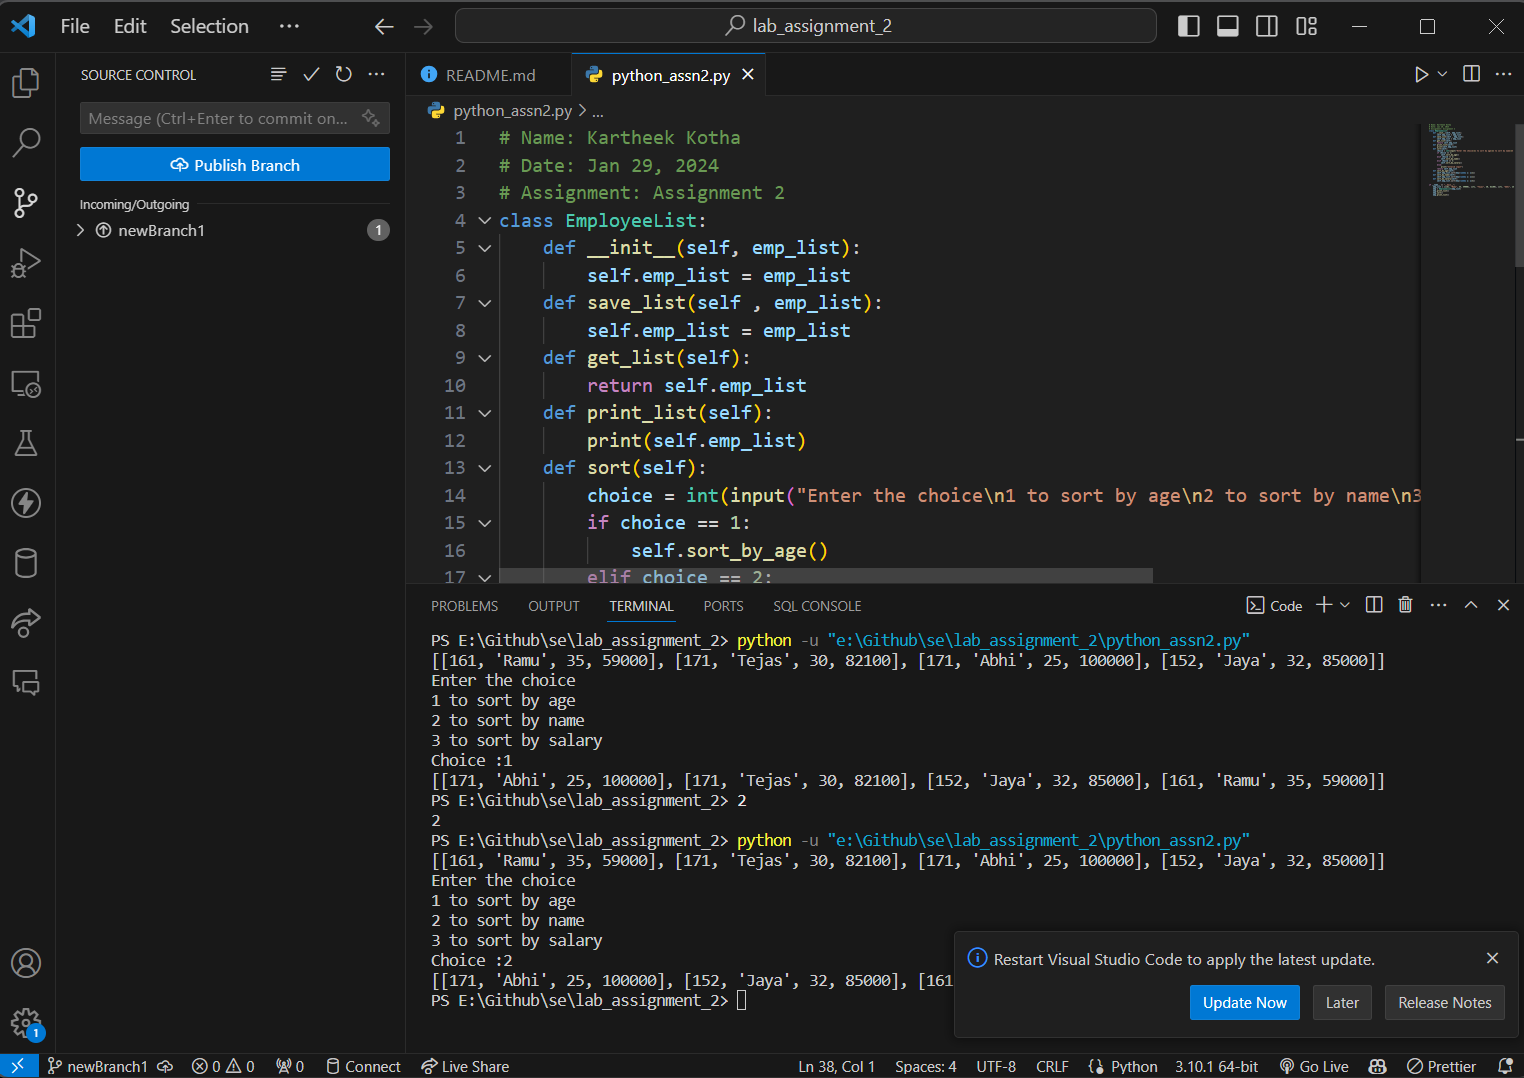 File Edit Selection ··· lab_assignment_2
SOURCE CONTROL
Message (Ctrl+Enter to commit on...
Publish Branch
Incoming/Outgoing
newBranch1 1
README.md python_assn2.py
python_assn2.py > ...
1 # Name: Kartheek Kotha
2 # Date: Jan 29, 2024
3 # Assignment: Assignment 2
4 class EmployeeList:
5 def __init__(self, emp_list):
6 self.emp_list = emp_list
7 def save_list(self , emp_list):
8 self.emp_list = emp_list
9 def get_list(self):
10 return self.emp_list
11 def print_list(self):
12 print(self.emp_list)
13 def sort(self):
14 choice = int(input("Enter the choice\n1 to sort by age\n2 to sort by name\n3
15 if choice == 1:
16 self.sort_by_age()
17 elif choice == 2:
PROBLEMS OUTPUT TERMINAL PORTS SQL CONSOLE Code
PS E:\Github\se\lab_assignment_2> python -u "e:\Github\se\lab_assignment_2\python_assn2.py"
[[161, 'Ramu', 35, 59000], [171, 'Tejas', 30, 82100], [171, 'Abhi', 25, 100000], [152, 'Jaya', 32, 85000]]
Enter the choice
1 to sort by age
2 to sort by name
3 to sort by salary
Choice :1
[[171, 'Abhi', 25, 100000], [171, 'Tejas', 30, 82100], [152, 'Jaya', 32, 85000], [161, 'Ramu', 35, 59000]]
PS E:\Github\se\lab_assignment_2> 2
2
PS E:\Github\se\lab_assignment_2> python -u "e:\Github\se\lab_assignment_2\python_assn2.py"
[[161, 'Ramu', 35, 59000], [171, 'Tejas', 30, 82100], [171, 'Abhi', 25, 100000], [152, 'Jaya', 32, 85000]]
Enter the choice
1 to sort by age
2 to sort by name
3 to sort by salary
Choice :2
[[171, 'Abhi', 25, 100000], [152, 'Jaya', 32, 85000], [161
PS E:\Github\se\lab_assignment_2>
Restart Visual Studio Code to apply the latest update.
Update Now Later Release Notes
1
newBranch1 0 0 0 Connect Live Share Ln 38, Col 1 Spaces: 4 UTF-8 CRLF Python 3.10.1 64-bit Go Live Prettier